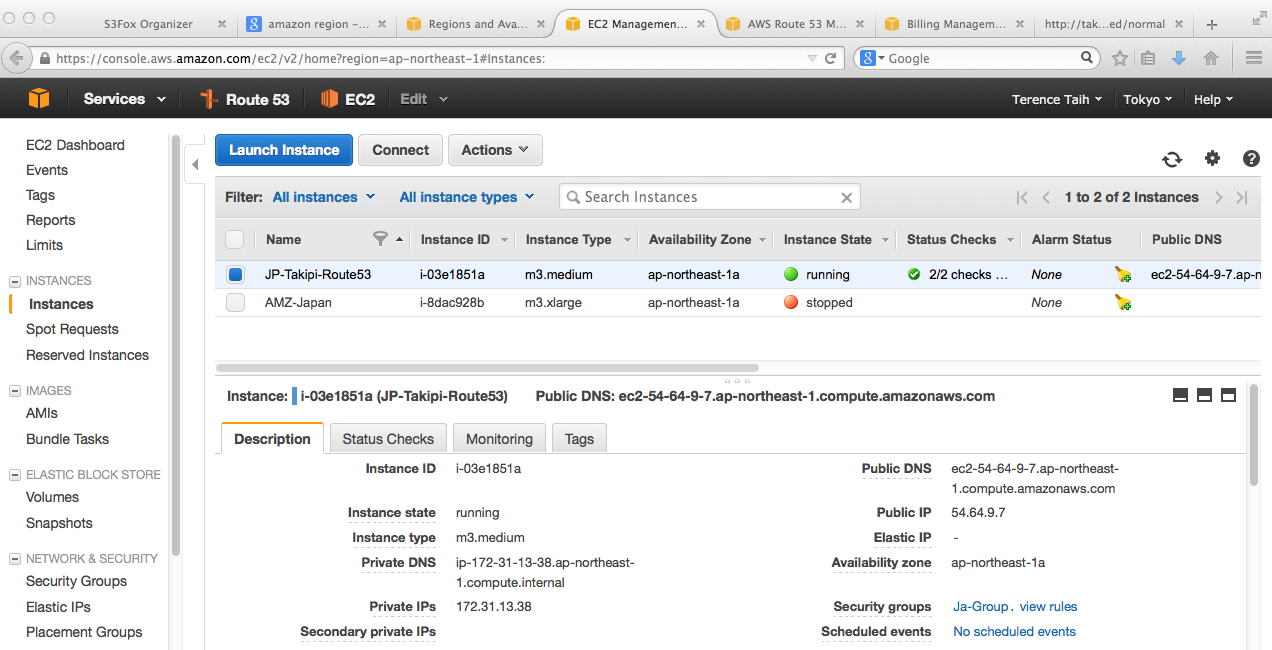 S3Fox Organizer
amazon region –...
Regions and Ava...
EC2 Managemen...
AWS Route 53 M...
Billing Managem...
http://tak...ed/normal
https://console.aws.amazon.com/ec2/v2/home?region=ap-northeast-1#Instances:
Google
Services
Route 53
EC2
Edit
Terence Taih
Tokyo
Help
EC2 Dashboard
Events
Tags
Reports
Limits
INSTANCES
Instances
Spot Requests
Reserved Instances
IMAGES
AMIs
Bundle Tasks
ELASTIC BLOCK STORE
Volumes
Snapshots
NETWORK & SECURITY
Security Groups
Elastic IPs
Placement Groups
Launch Instance Connect Actions
Filter: All instances All instance types Search Instances 1 to 2 of 2 Instances
Name Instance ID Instance Type Availability Zone Instance State Status Checks Alarm Status Public DNS
JP-Takipi-Route53 i-03e1851a m3.medium ap-northeast-1a running 2/2 checks ... None ec2-54-64-9-7.ap-n
AMZ-Japan i-8dac928b m3.xlarge ap-northeast-1a stopped None
Instance: i-03e1851a (JP-Takipi-Route53) Public DNS: ec2-54-64-9-7.ap-northeast-1.compute.amazonaws.com
Description Status Checks Monitoring Tags
Instance ID i-03e1851a
Instance state running
Instance type m3.medium
Private DNS ip-172-31-13-38.ap-northeast-
1.compute.internal
Private IPs 172.31.13.38
Secondary private IPs
Public DNS ec2-54-64-9-7.ap-northeast-
1.compute.amazonaws.com
Public IP 54.64.9.7
Elastic IP -
Availability zone ap-northeast-1a
Security groups Ja-Group . view rules
Scheduled events No scheduled events